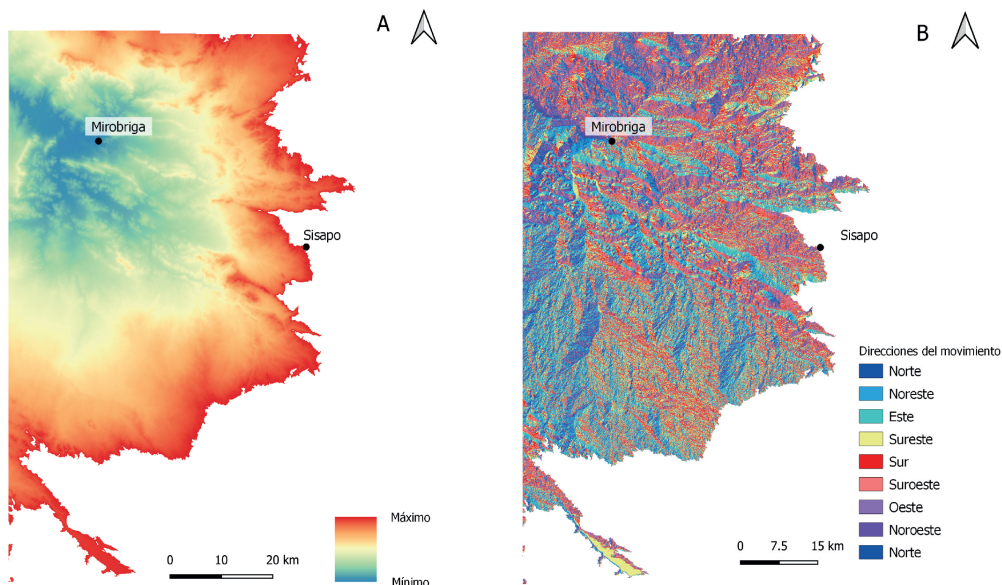 A
Mirobriga
Sisapo
Máximo
Mínimo
0 10 20 km
B
Mirobriga
Sisapo
Direcciones del movimiento
Norte
Noreste
Este
Sureste
Sur
Suroeste
Oeste
Noroeste
Norte
0 7.5 15 km